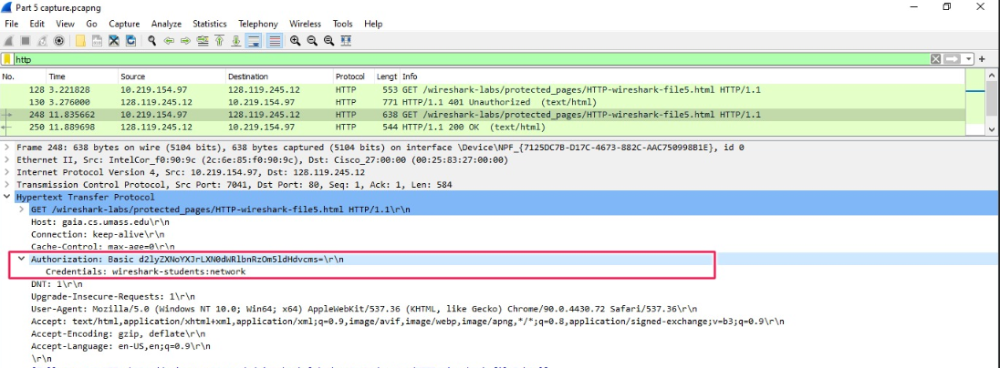 Part 5 capture.pcapng
File Edit View Go Capture Analyze Statistics Telephony Wireless Tools Help
http
No. Time Source Destination Protocol Lengt Info
128 3.221828 10.219.154.97 128.119.245.12 HTTP 553 GET /wireshark-labs/protected_pages/HTTP-wireshark-file5.html HTTP/1.1
130 3.276000 128.119.245.12 10.219.154.97 HTTP 771 HTTP/1.1 401 Unauthorized (text/html)
248 11.835662 10.219.154.97 128.119.245.12 HTTP 638 GET /wireshark-labs/protected_pages/HTTP-wireshark-file5.html HTTP/1.1
250 11.889698 128.119.245.12 10.219.154.97 HTTP 544 HTTP/1.1 200 OK (text/html)
Frame 248: 638 bytes on wire (5104 bits), 638 bytes captured (5104 bits) on interface \Device\NPF_{7125DC7B-D17C-4673-882C-AAC750998B1E}, id 0
Ethernet II, Src: IntelCor_f0:90:9c (2c:6e:85:f0:90:9c), Dst: Cisco_27:00:00 (00:25:83:27:00:00)
Internet Protocol Version 4, Src: 10.219.154.97, Dst: 128.119.245.12
Transmission Control Protocol, Src Port: 7041, Dst Port: 80, Seq: 1, Ack: 1, Len: 584
Hypertext Transfer Protocol
GET /wireshark-labs/protected_pages/HTTP-wireshark-file5.html HTTP/1.1\r\n
Host: gaia.cs.umass.edu\r\n
Connection: keep-alive\r\n
Cache-Control: max-age=0\r\n
Authorization: Basic d2lyZXNoYXJrLXN0dWRlbnRzOm5ldHdvcms=\r\n
Credentials: wireshark-students:network
DNT: 1\r\n
Upgrade-Insecure-Requests: 1\r\n
User-Agent: Mozilla/5.0 (Windows NT 10.0; Win64; x64) AppleWebKit/537.36 (KHTML, like Gecko) Chrome/90.0.4430.72 Safari/537.36\r\n
Accept: text/html,application/xhtml+xml,application/xml;q=0.9,image/avif,image/webp,image/apng,*/*;q=0.8,application/signed-exchange;v=b3;q=0.9\r\n
Accept-Encoding: gzip, deflate\r\n
Accept-Language: en-US,en;q=0.9\r\n
\r\n